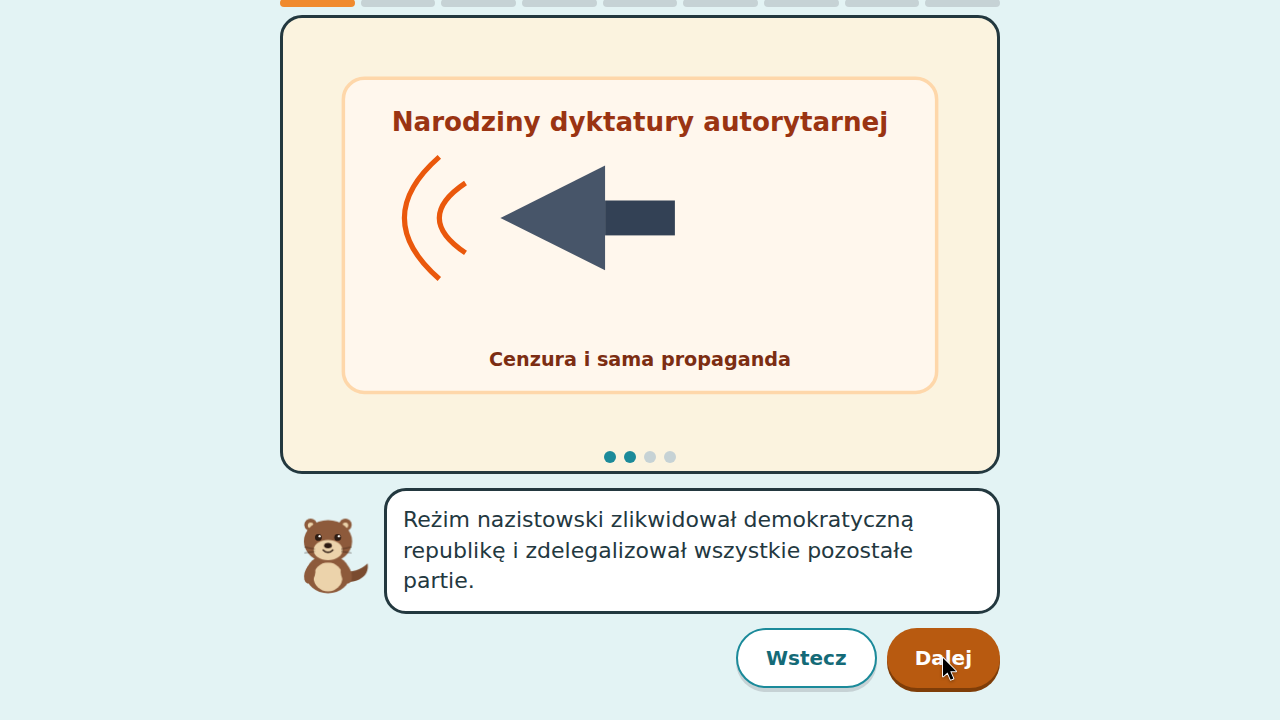 Narodziny dyktatury autorytarnej
Cenzura i sama propaganda
Reżim nazistowski zlikwidował demokratyczną
republikę i zdelegalizował wszystkie pozostałe
partie.
Wstecz
Dalej